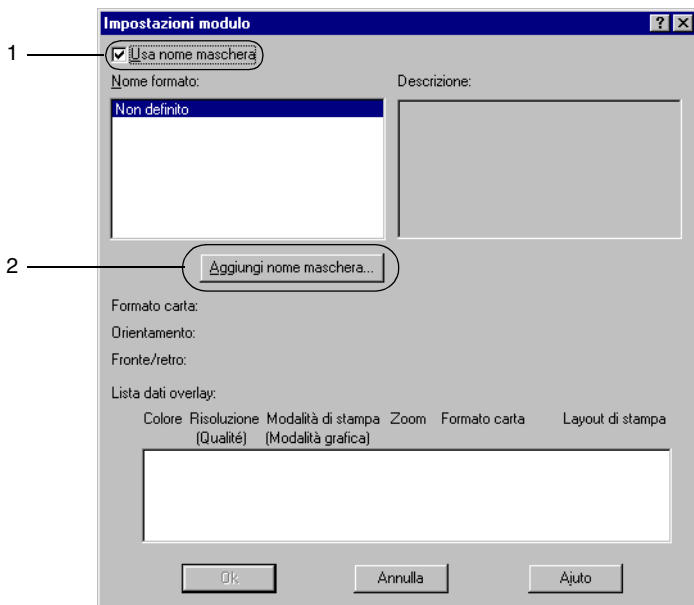 Impostazioni modulo
1
Usa nome maschera
Nome formato:
Descrizione:
Non definito
2
Aggiungi nome maschera...
Formato carta:
Orientamento:
Fronte/retro:
Lista dati overlay:
Colore Risoluzione Modalità di stampa Zoom Formato carta Layout di stampa
(Qualité) (Modalità grafica)
Ok
Annulla
Ajuto